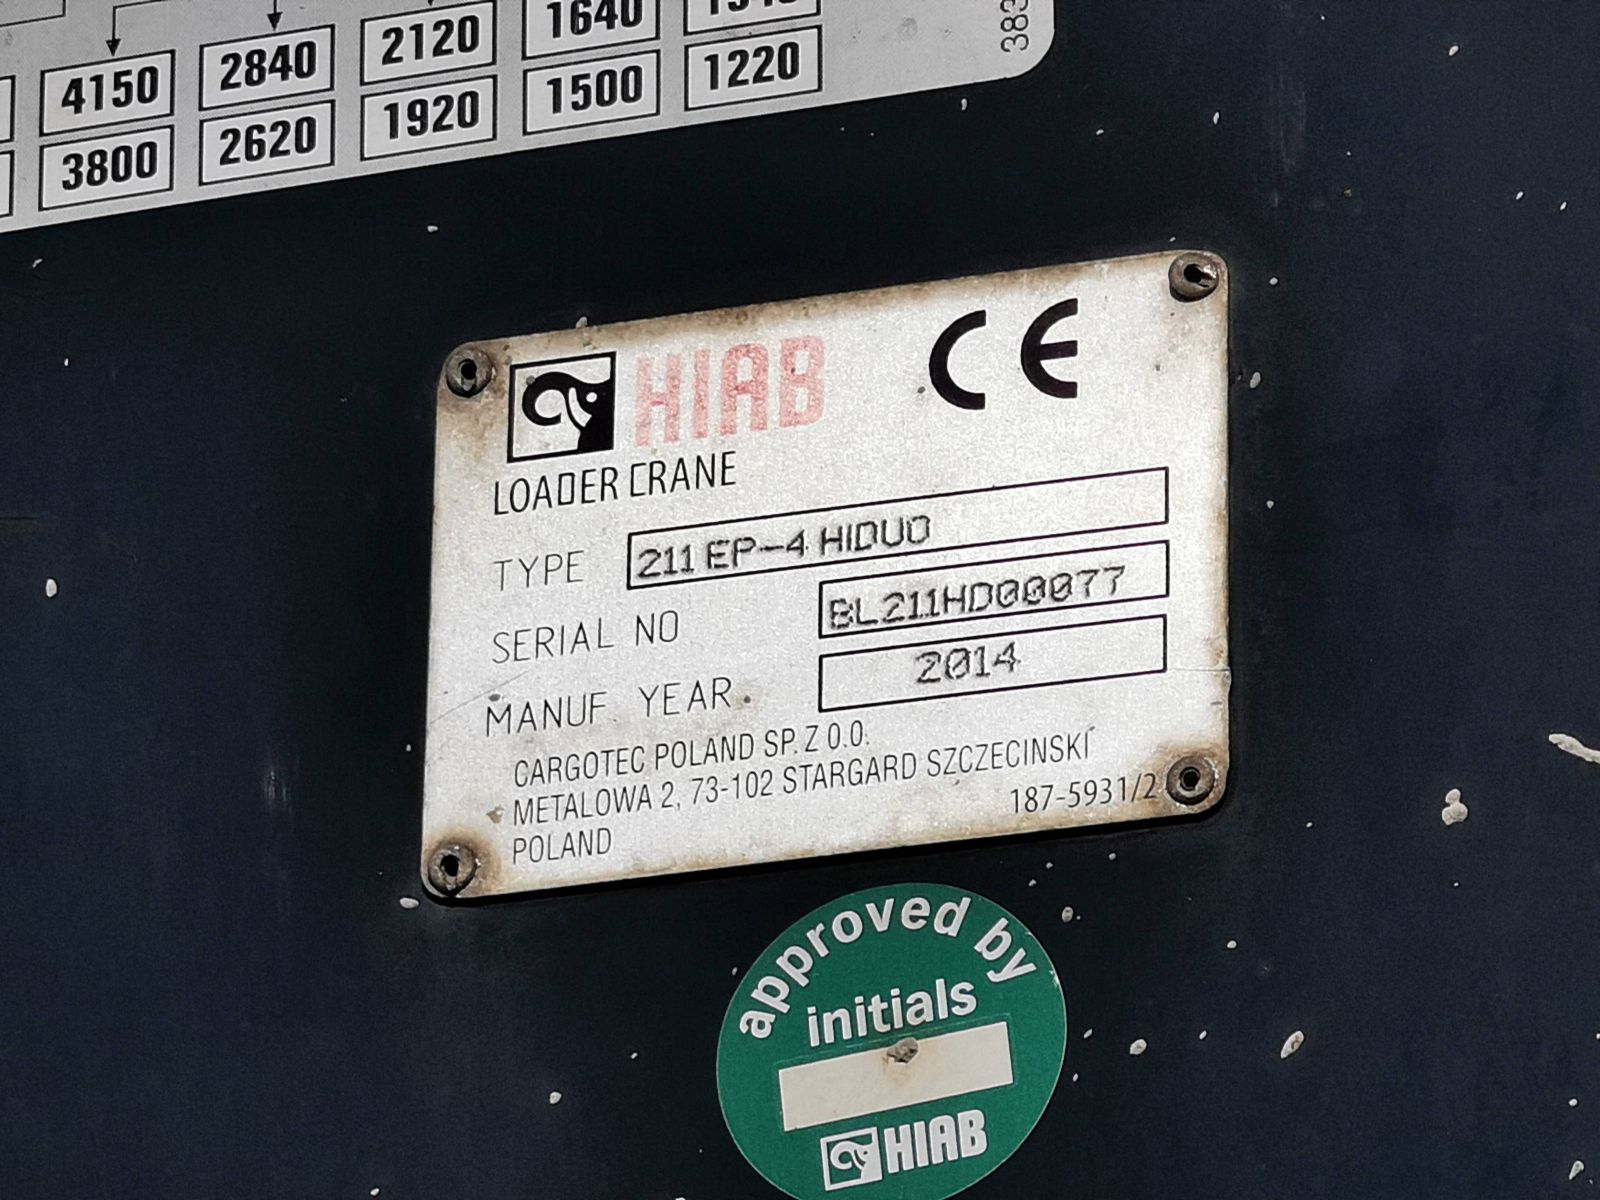 4150 2840 2120 1640
3800 2620 1920 1500 1220
383
HIAB CE
LOADER CRANE
TYPE 211 EP-4 HIDUO
SERIAL NO BL211HD00077
MANUF. YEAR. 2014
CARGOTEC POLAND SP. Z O.O.
METALOWA 2, 73-102 STARGARD SZCZECINSKI
POLAND 187-5931/2
approved by
initials
HIAB